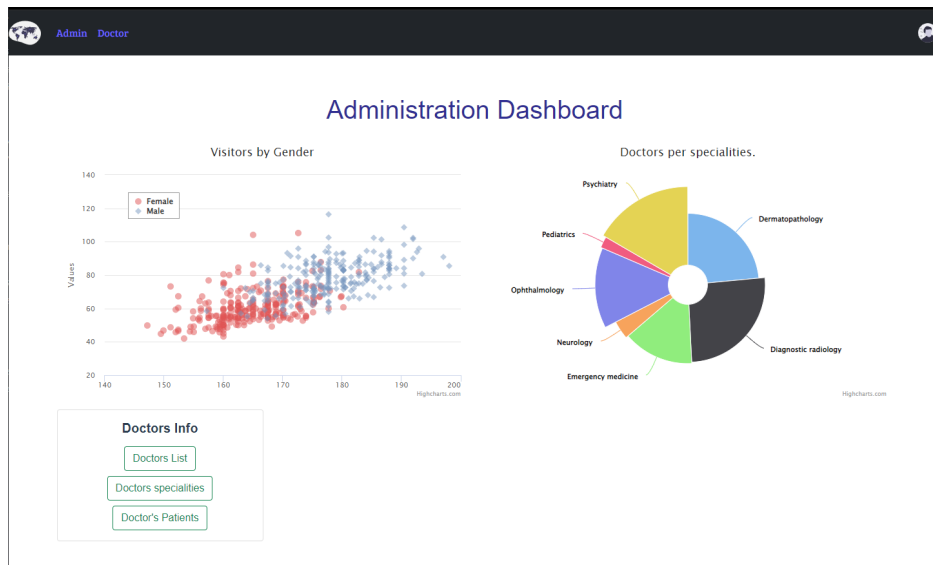 Admin Doctor
Administration Dashboard
Visitors by Gender
140
120
100
80
60
40
20
Values
Female
Male
140 150 160 170 180 190 200
Highcharts.com
Doctors per specialities.
Psychiatry
Dermatopathology
Pediatrics
Ophthalmology
Neurology
Diagnostic radiology
Emergency medicine
Highcharts.com
Doctors Info
Doctors List
Doctors specialities
Doctor's Patients